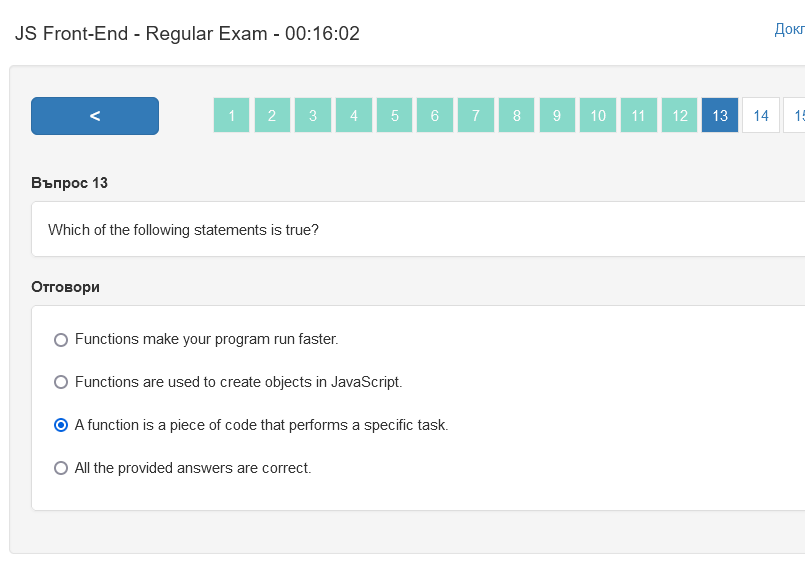 JS Front-End - Regular Exam - 00:16:02
< 1 2 3 4 5 6 7 8 9 10 11 12 13 14
Въпрос 13
Which of the following statements is true?
Отговори
Functions make your program run faster.
Functions are used to create objects in JavaScript.
A function is a piece of code that performs a specific task.
All the provided answers are correct.